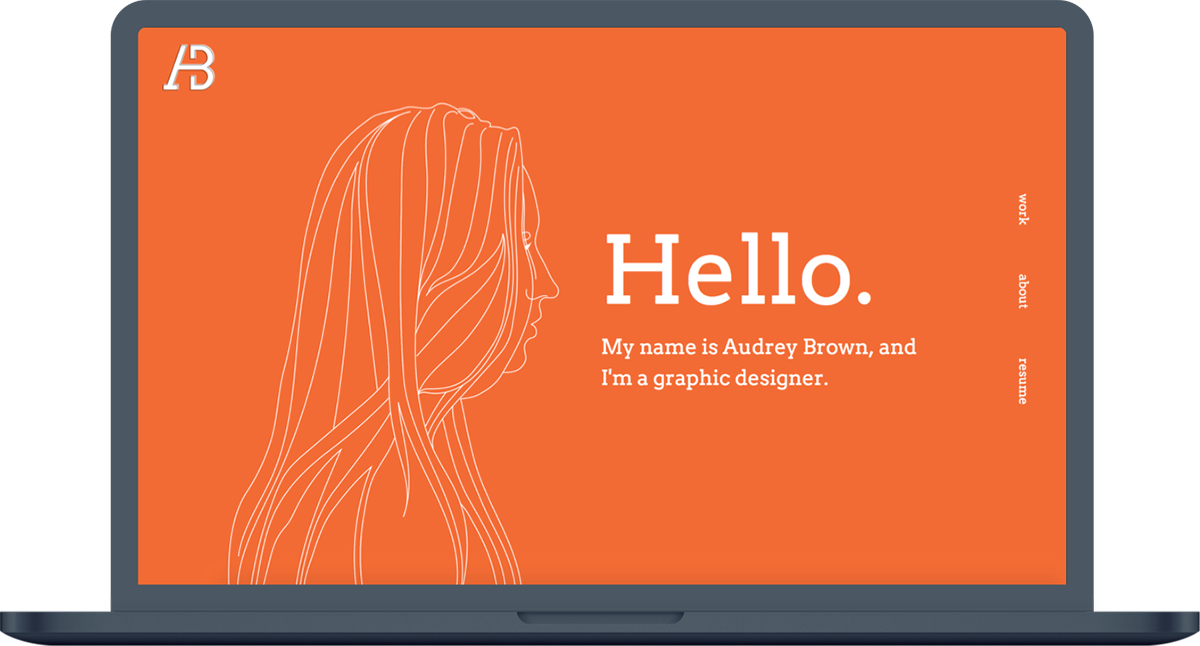 AB
Hello.
My name is Audrey Brown, and
I'm a graphic designer.
work
about
resume